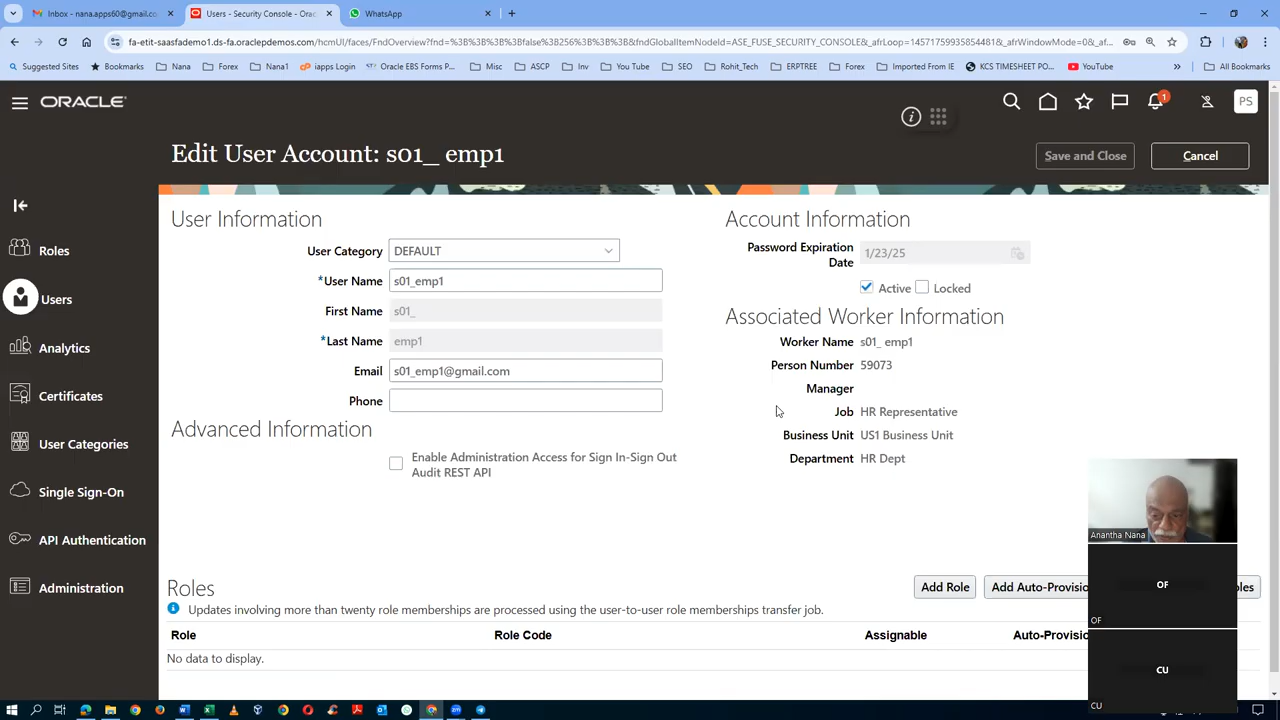 Inbox - nana.apps60@gmail.co
Users - Security Console - Orac
WhatsApp
fa-etit-saasfademo1.ds-fa.oraclepdemos.com/hcmUI/faces/FndOverview?fnd=%3B%3B%3B%3Bfalse%3B256%3B%3B%3B&fndGlobalItemNodeId=ASE_FUSE_SECURITY_CONSOLE&_afrLoop=14571759935854481&_afrWindowMode=0&_a...
Suggested Sites
Bookmarks
Nana
Forex
Nana1
iapps Login
Oracle EBS Forms P...
Misc
ASCP
Inv
You Tube
SEO
Rohit_Tech
ERPTREE
Forex
Imported From IE
KCS TIMESHEET PO...
YouTube
All Bookmarks
ORACLE
1
PS
Edit User Account: s01_ emp1
Save and Close
Cancel
Roles
Users
Analytics
Certificates
User Categories
Single Sign-On
API Authentication
Administration
User Information
User Category DEFAULT
*User Name s01_emp1
First Name s01_
*Last Name emp1
Email s01_emp1@gmail.com
Phone
Advanced Information
Enable Administration Access for Sign In-Sign Out
Audit REST API
Account Information
Password Expiration
Date
1/23/25
Active Locked
Associated Worker Information
Worker Name s01_ emp1
Person Number 59073
Manager
Job HR Representative
Business Unit US1 Business Unit
Department HR Dept
Roles
Add Role
Add Auto-Provisio
oles
Updates involving more than twenty role memberships are processed using the user-to-user role memberships transfer job.
Role Role Code Assignable Auto-Provisio
No data to display.
Anantha Nana
OF
OF
CU
CU